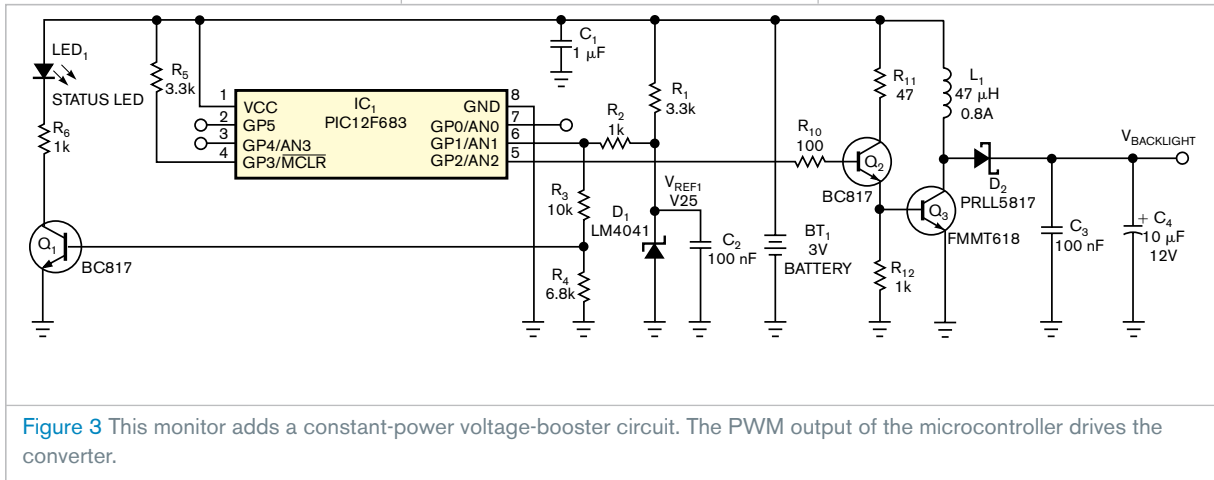 LED1
STATUS LED
R5
3.3k
R6
1k
Q1
BC817
1
2
3
4
VCC
GP5
GP4/AN3
GP3/MCLR
IC1
PIC12F683
GND
GP0/AN0
GP1/AN1
GP2/AN2
8
7
6
5
C1
1 μF
R1
3.3k
R2
1k
R3
10k
R4
6.8k
VREF1
V25
D1
LM4041
C2
100 nF
BT1
3V
BATTERY
R10
100
R11
47
Q2
BC817
R12
1k
L1
47 μH
0.8A
Q3
FMMT618
D2
PRLL5817
C3
100 nF
+ C4
10 μF
12V
VBACKLIGHT
Figure 3 This monitor adds a constant-power voltage-booster circuit. The PWM output of the microcontroller drives the
converter.